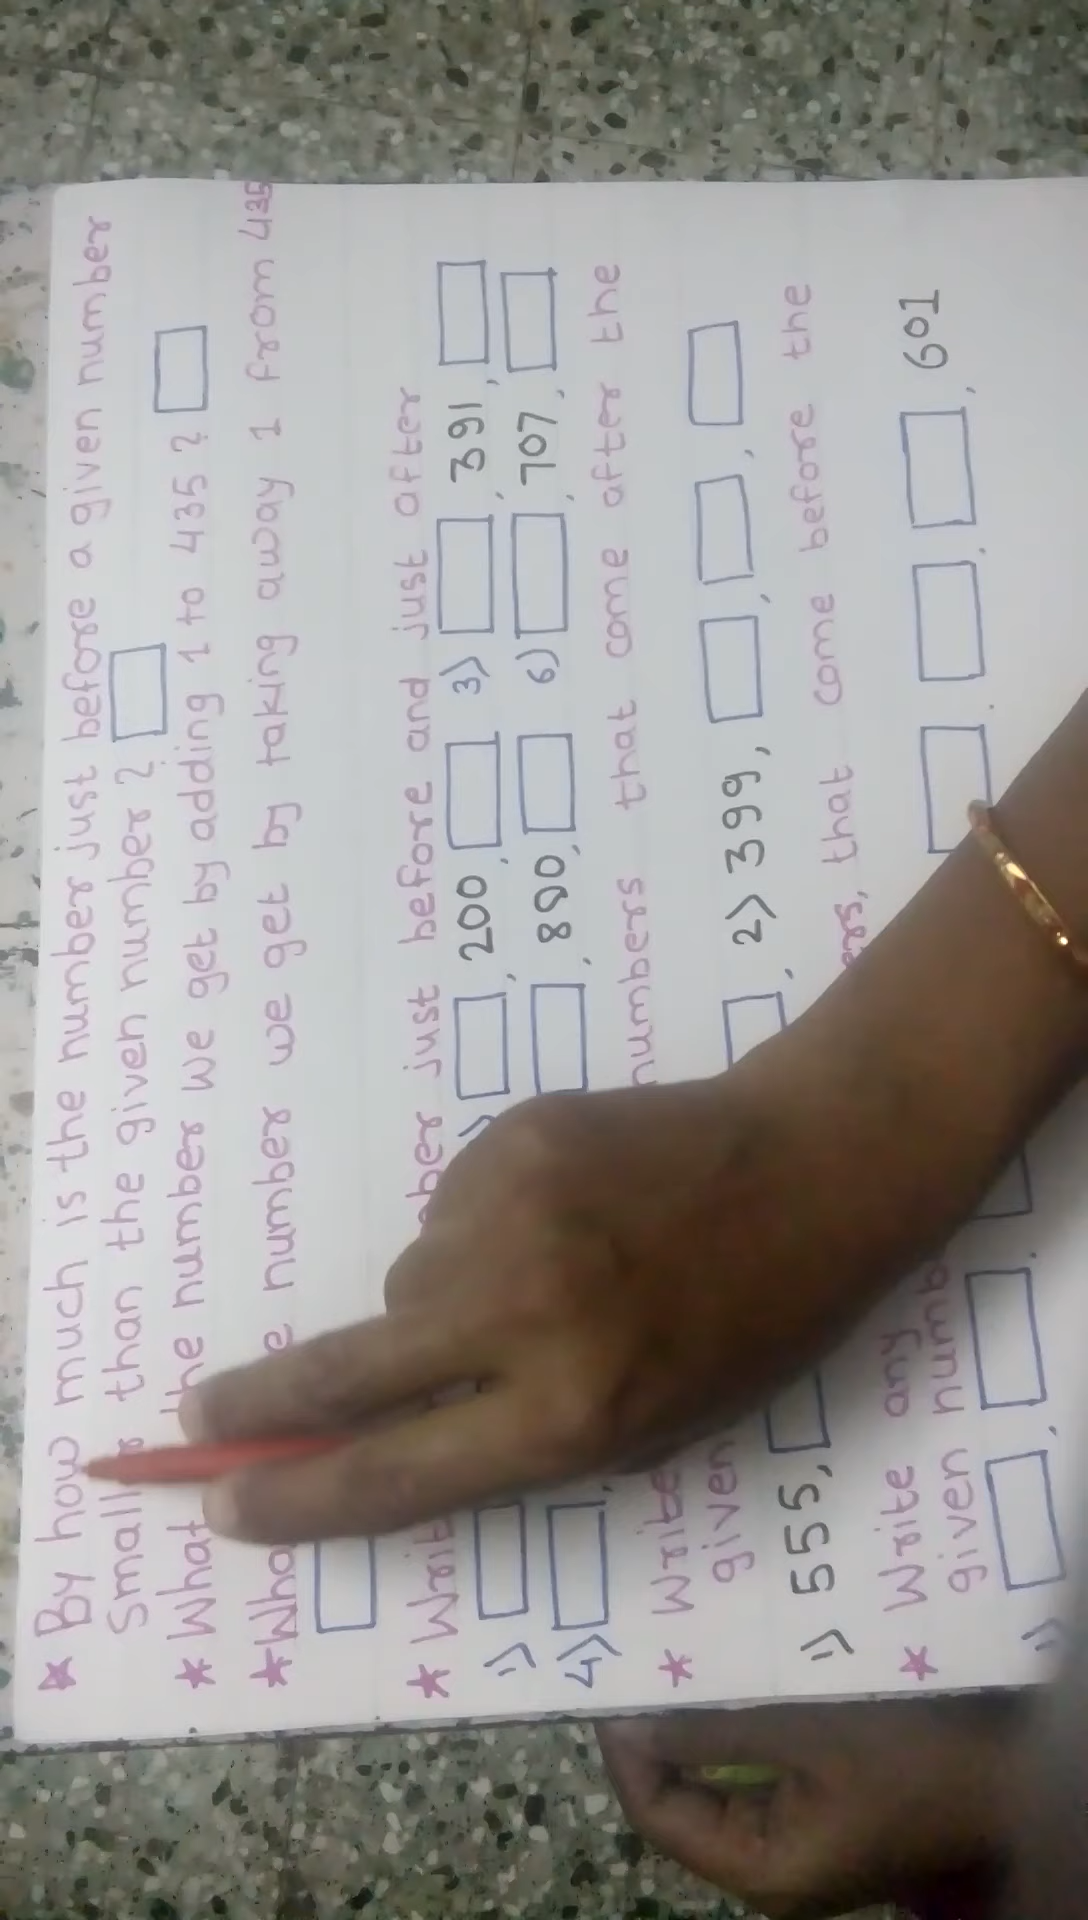 * By how much is the number just before a given number
than the given number?
* What the number we get by adding 1 to 435?
number we get by taking away 1 from 435
* just before and just after
1) 200, 3) , 391,
4) , 800, 6) , 707,
* Write numbers that come after the
given
1) 555, 2) 399, , ,
* Write any that come before the
given
1) , . . . , 601